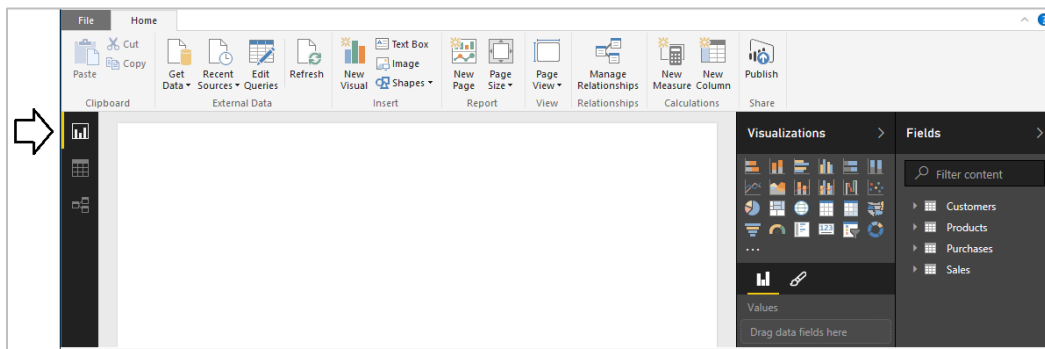 File Home
Cut
Copy
Paste
Get Data
Recent Sources
Edit Queries
Refresh
New Visual
Text Box
Image
Shapes
New Page
Page Size
Page View
Manage Relationships
New Measure
New Column
Publish
Clipboard External Data Insert Report View Relationships Calculations Share
Visualizations
Fields
Filter content
Customers
Products
Purchases
Sales
123
...
Values
Drag data fields here